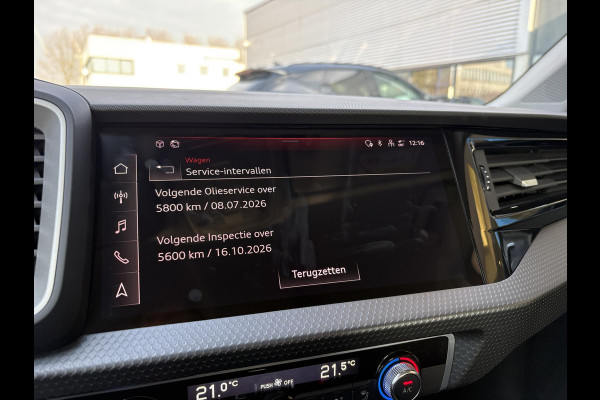 12:16
Wagen
Service-intervallen
Volgende Olieservice over
5800 km / 08.07.2026
Volgende Inspectie over
5600 km / 16.10.2026
Terugzetten
21.0°C
PUSH OFF
21.5°C
A/C